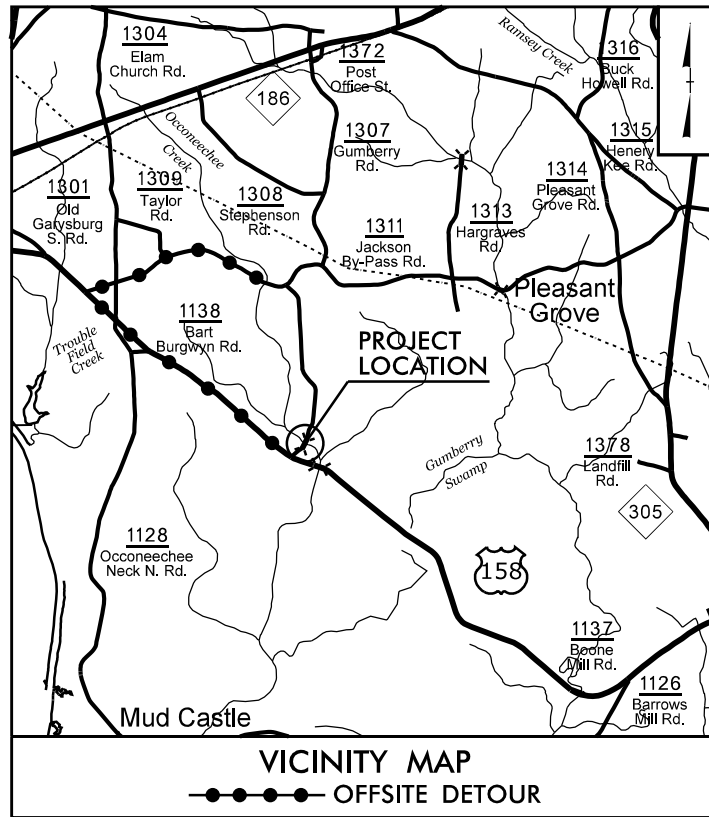 1304
Elam
Church Rd.
1372
Post
Office St.
Ramsey Creek
316
Buck
Howell Rd.
186
Occoneechee
Creek
1307
Gumberry
Rd.
1315
Henery
Kee Rd.
1301
Old
Garysburg
S. Rd.
1309
Taylor
Rd.
1308
Stephenson
Rd.
1311
Jackson
By-Pass Rd.
1313
Hargraves
Rd
1314
Pleasant
Grove Rd.
Pleasant
Grove
Trouble
Field
Creek
1138
Bart
Burgwyn Rd.
PROJECT
LOCATION
Gumberry
Swamp
1378
Landfill
Rd.
305
1128
Occoneechee
Neck N. Rd.
158
1137
Boone
Mill Rd.
1126
Barrows
Mill Rd.
Mud Castle
VICINITY MAP
OFFSITE DETOUR